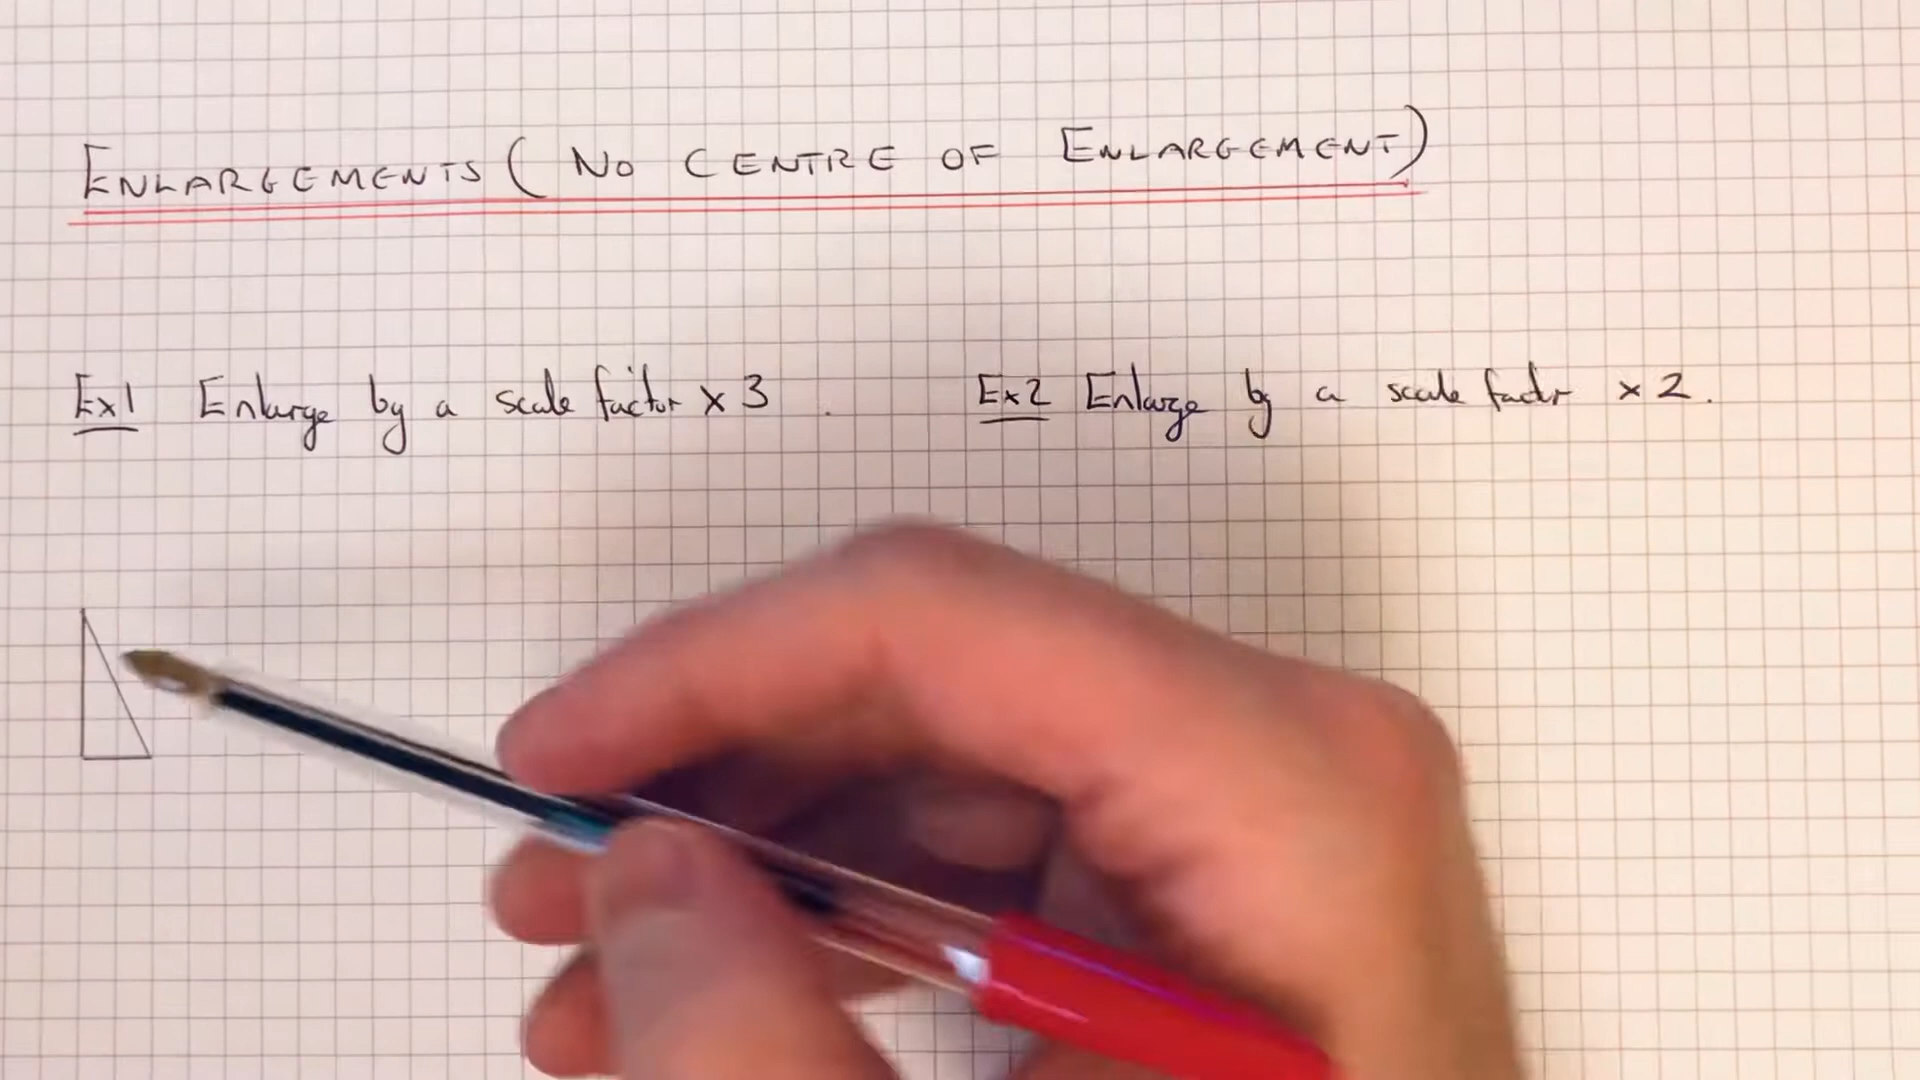 ENLARGEMENTS (NO CENTRE OF ENLARGEMENT)
Ex1 Enlarge by a scale factor x 3 .
Ex2 Enlarge by a scale factor x 2 .